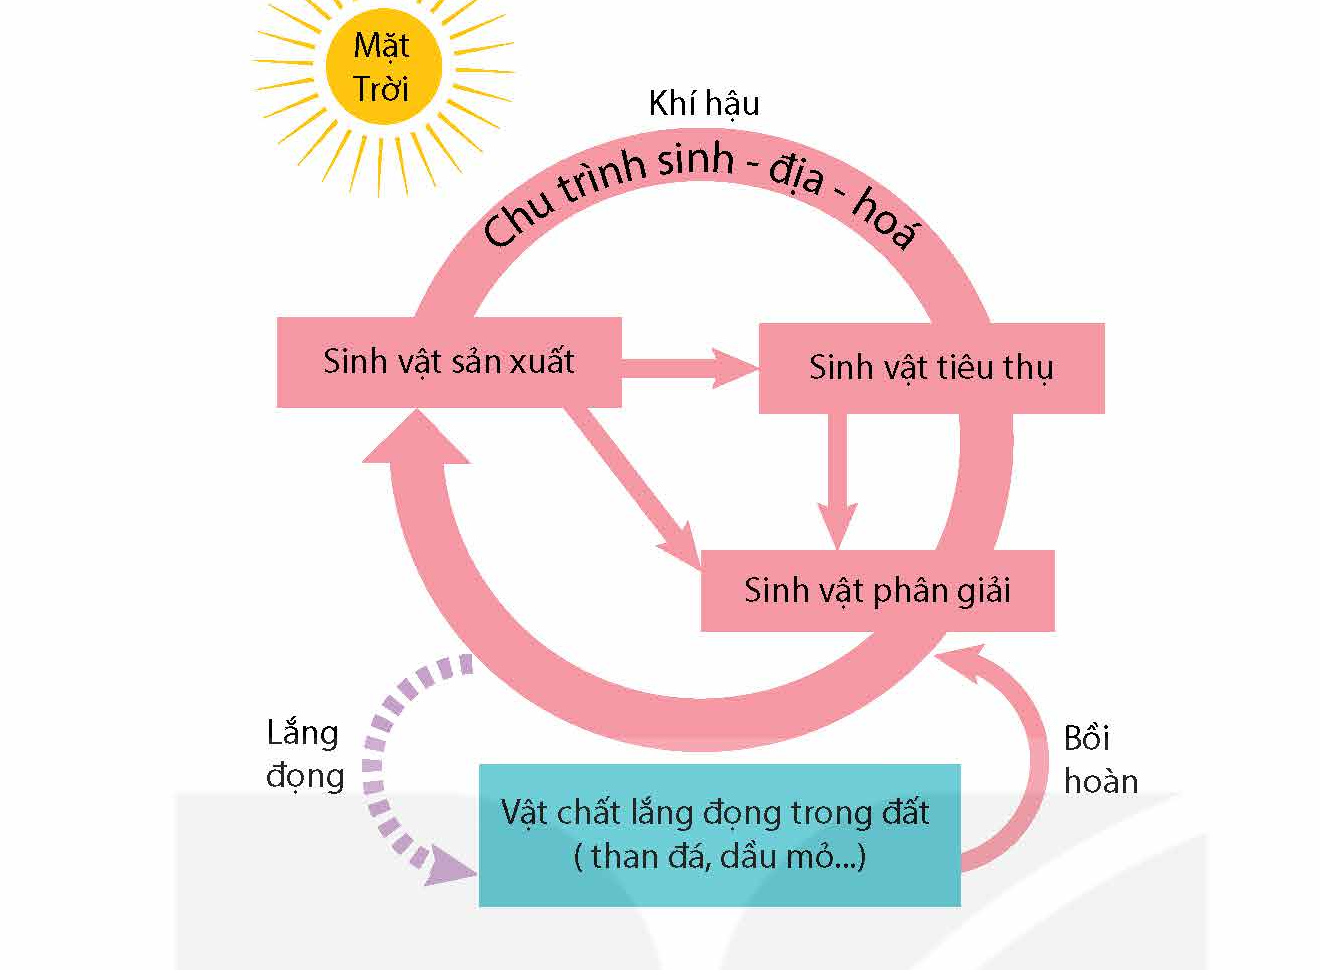 Mặt
Trời
Khí hậu
Chu trình sinh - địa - hoá
Sinh vật sản xuất
Sinh vật tiêu thụ
Sinh vật phân giải
Lắng
đọng
Bồi
hoàn
Vật chất lắng đọng trong đất
( than đá, dầu mỏ...)